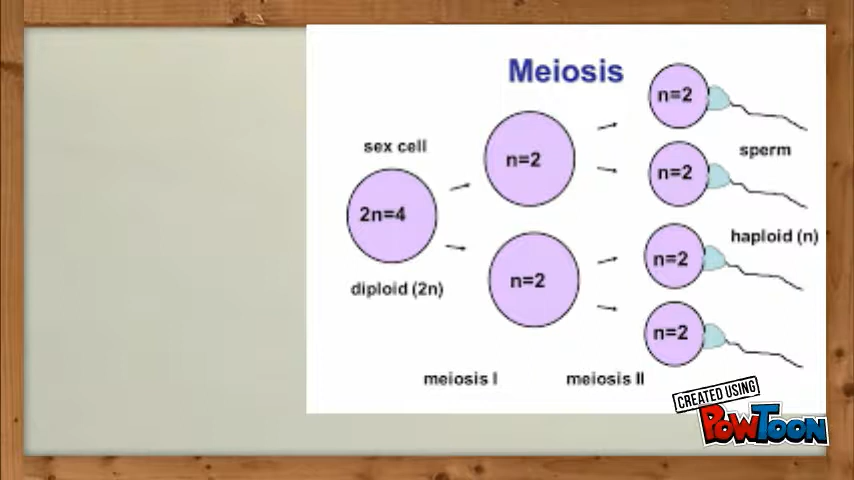 Meiosis
sex cell
2n=4
diploid (2n)
n=2
n=2
n=2
n=2
n=2
n=2
sperm
haploid (n)
meiosis I
meiosis II
CREATED USING
POWTOON